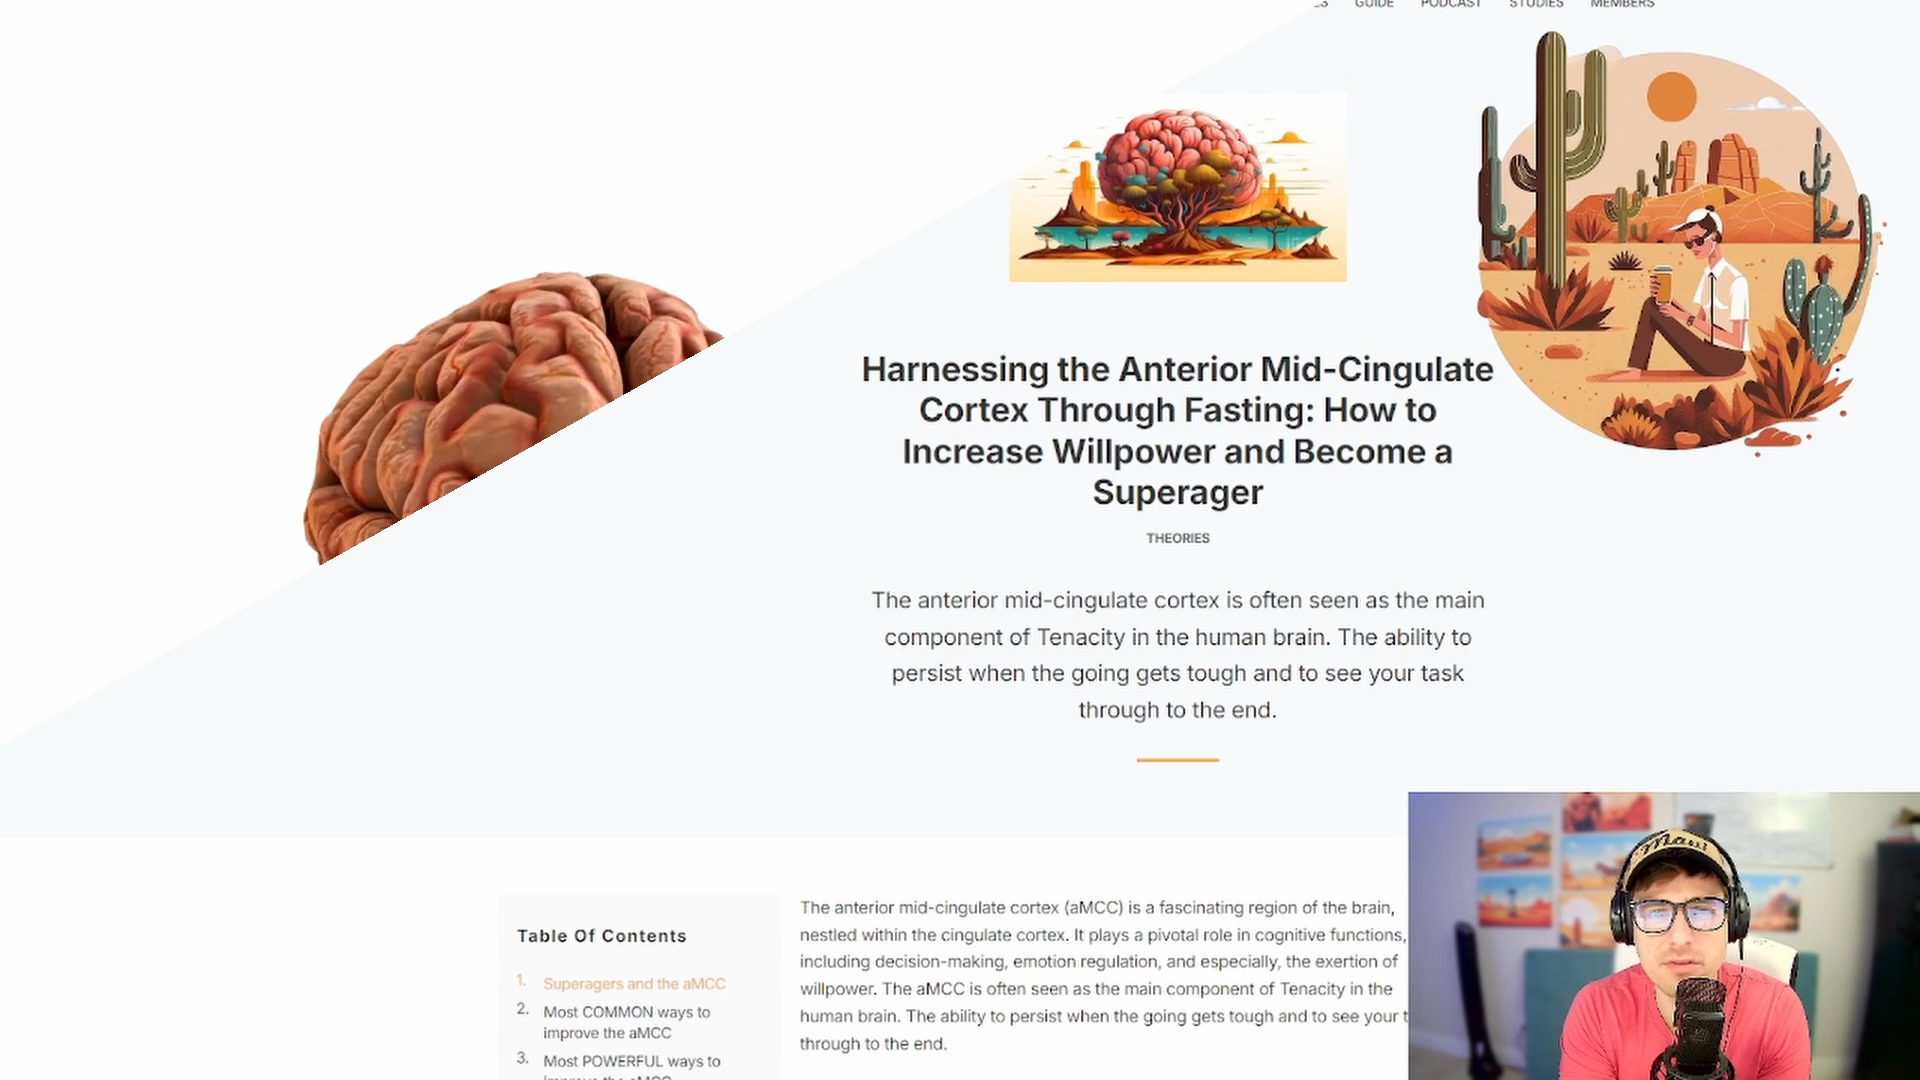 GUIDE PODCAST STUDIES MEMBERS
Harnessing the Anterior Mid-Cingulate
Cortex Through Fasting: How to
Increase Willpower and Become a
Superager
THEORIES
The anterior mid-cingulate cortex is often seen as the main
component of Tenacity in the human brain. The ability to
persist when the going gets tough and to see your task
through to the end.
Table Of Contents
1. Superagers and the aMCC
2. Most COMMON ways to
improve the aMCC
3. Most POWERFUL ways to
improve the aMCC
The anterior mid-cingulate cortex (aMCC) is a fascinating region of the brain,
nestled within the cingulate cortex. It plays a pivotal role in cognitive functions,
including decision-making, emotion regulation, and especially, the exertion of
willpower. The aMCC is often seen as the main component of Tenacity in the
human brain. The ability to persist when the going gets tough and to see your t
through to the end.
Maui